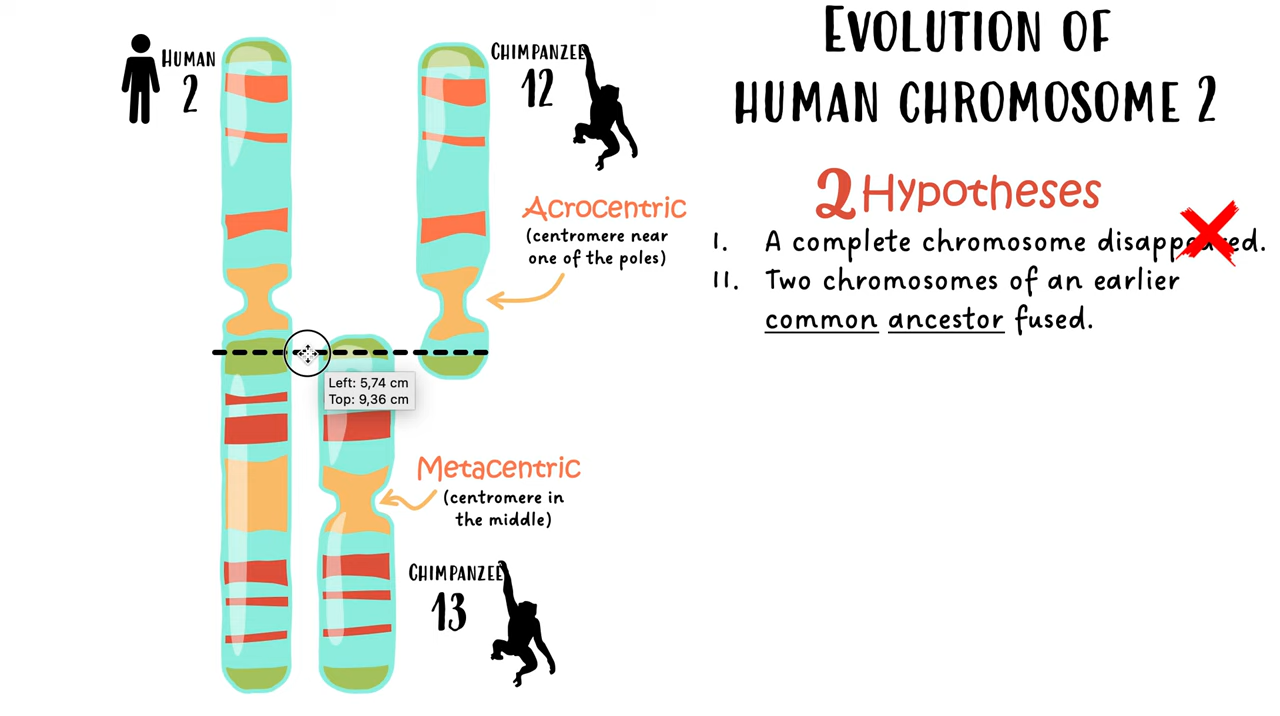 EVOLUTION OF
HUMAN CHROMOSOME 2
HUMAN
2
CHIMPANZEE
12
2 Hypotheses
I. A complete chromosome disappeared.
II. Two chromosomes of an earlier
common ancestor fused.
Acrocentric
(centromere near
one of the poles)
Left: 5,74 cm
Top: 9,36 cm
Metacentric
(centromere in
the middle)
CHIMPANZEE
13